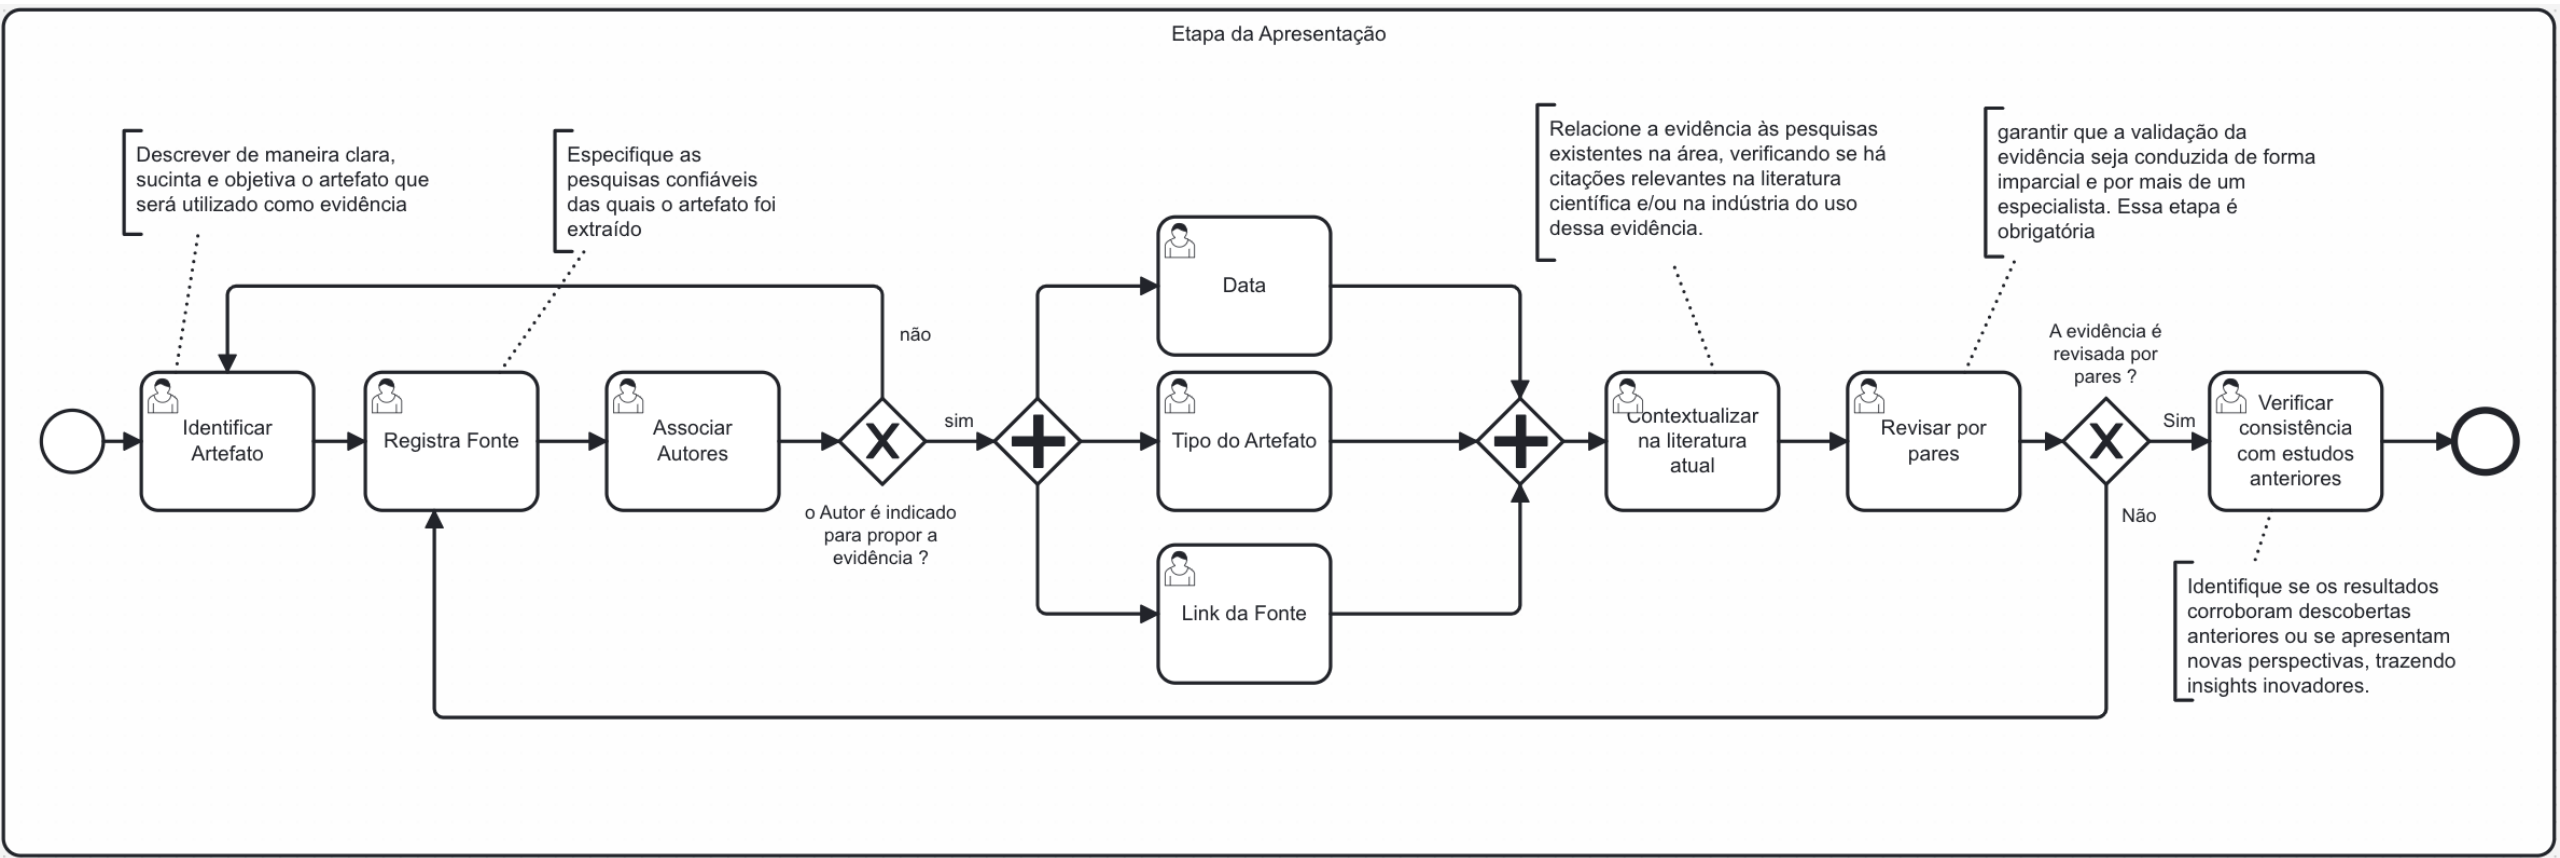 Etapa da Apresentação
Descrever de maneira clara,
sucinta e objetiva o artefato que
será utilizado como evidência
Especifique as
pesquisas confiáveis
das quais o artefato foi
extraído
Relacione a evidência às pesquisas
existentes na área, verificando se há
citações relevantes na literatura
científica e/ou na indústria do uso
dessa evidência.
garantir que a validação da
evidência seja conduzida de forma
imparcial e por mais de um
especialista. Essa etapa é
obrigatória
Identificar
Artefato
Registra Fonte
Associar
Autores
não
sim
o Autor é indicado
para propor a
evidência ?
Data
Tipo do Artefato
Link da Fonte
Contextualizar
na literatura
atual
Revisar por
pares
A evidência é
revisada por
pares ?
Sim
Não
Verificar
consistência
com estudos
anteriores
Identifique se os resultados
corroboram descobertas
anteriores ou se apresentam
novas perspectivas, trazendo
insights inovadores.